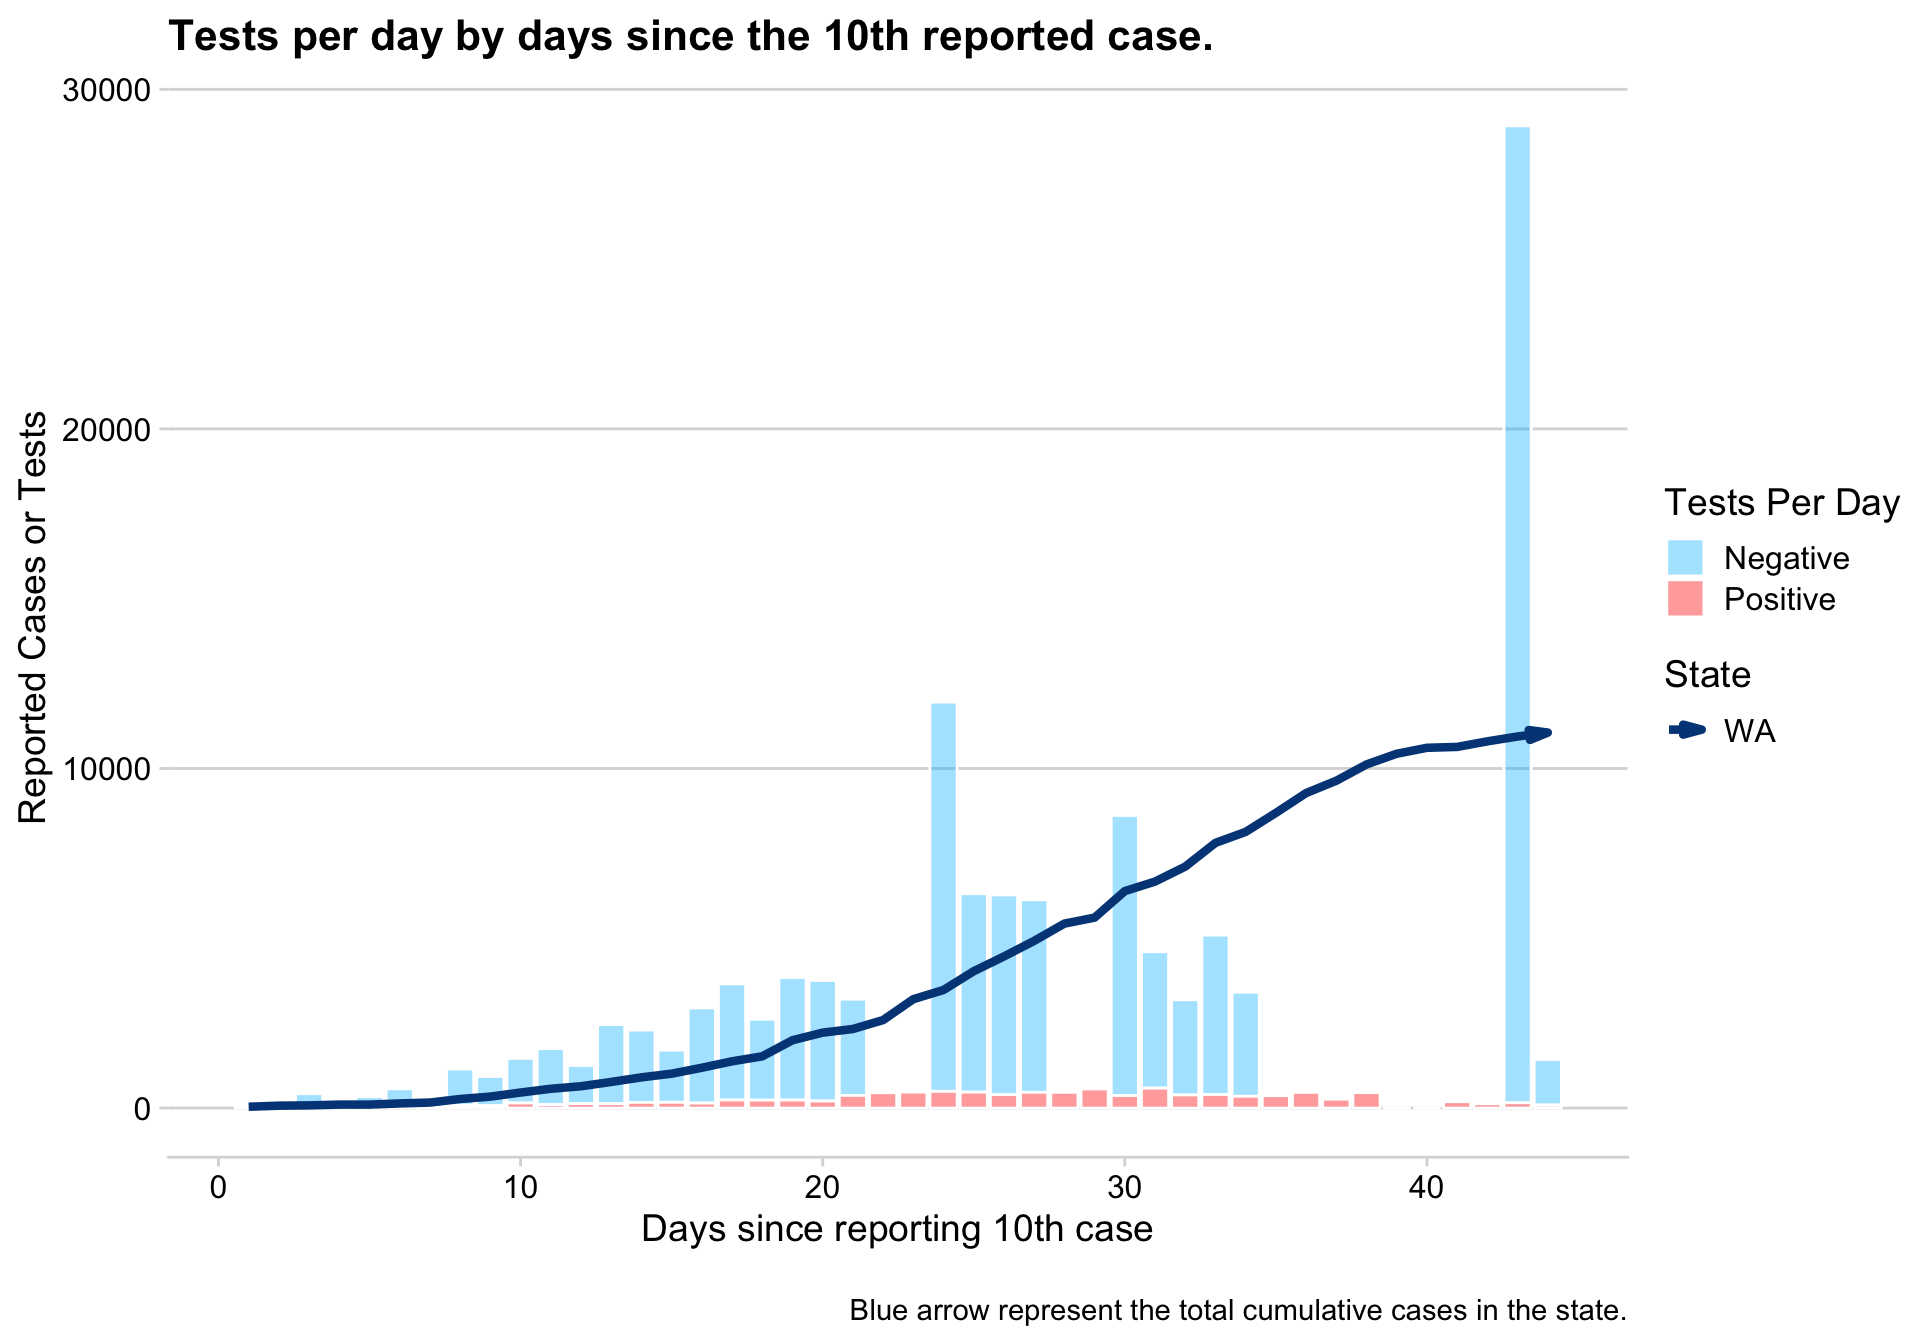 Tests per day by days since the 10th reported case.
30000
20000
10000
0
Reported Cases or Tests
0 10 20 30 40
Days since reporting 10th case
Tests Per Day
Negative
Positive
State
WA
Blue arrow represent the total cumulative cases in the state.